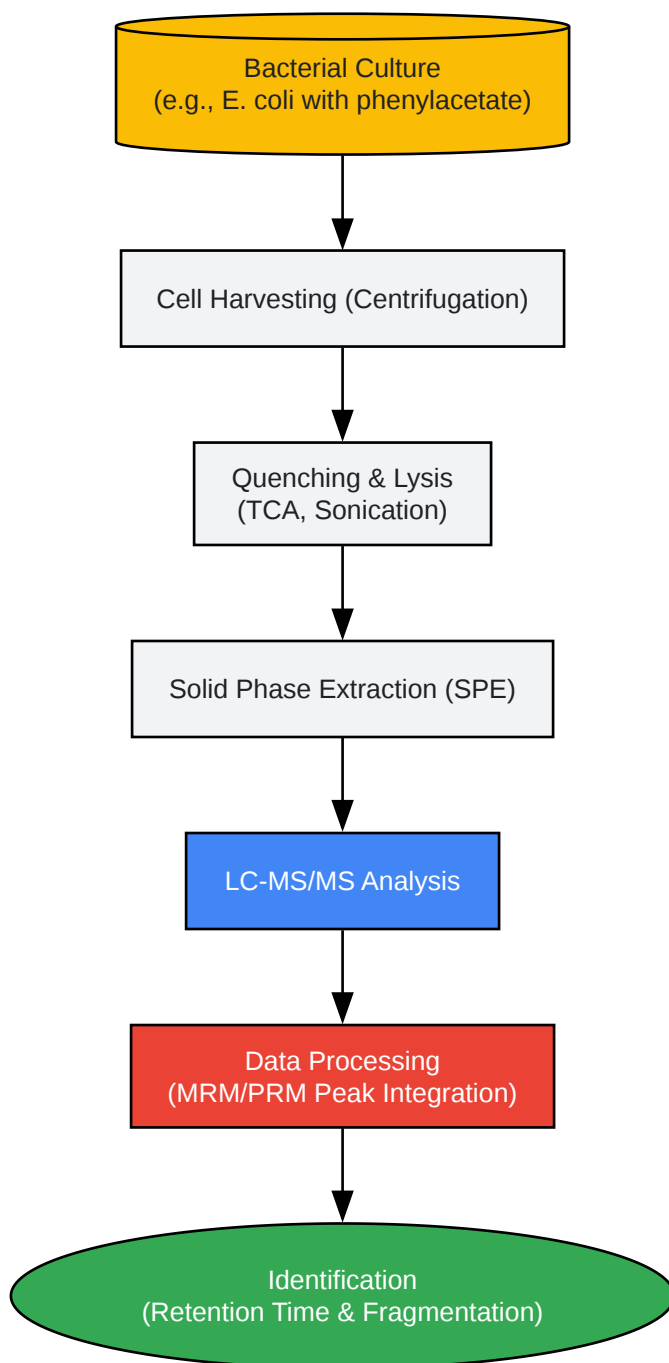 Bacterial Culture
(e.g., E. coli with phenylacetate)
Cell Harvesting (Centrifugation)
Quenching & Lysis
(TCA, Sonication)
Solid Phase Extraction (SPE)
LC-MS/MS Analysis
Data Processing
(MRM/PRM Peak Integration)
Identification
(Retention Time & Fragmentation)